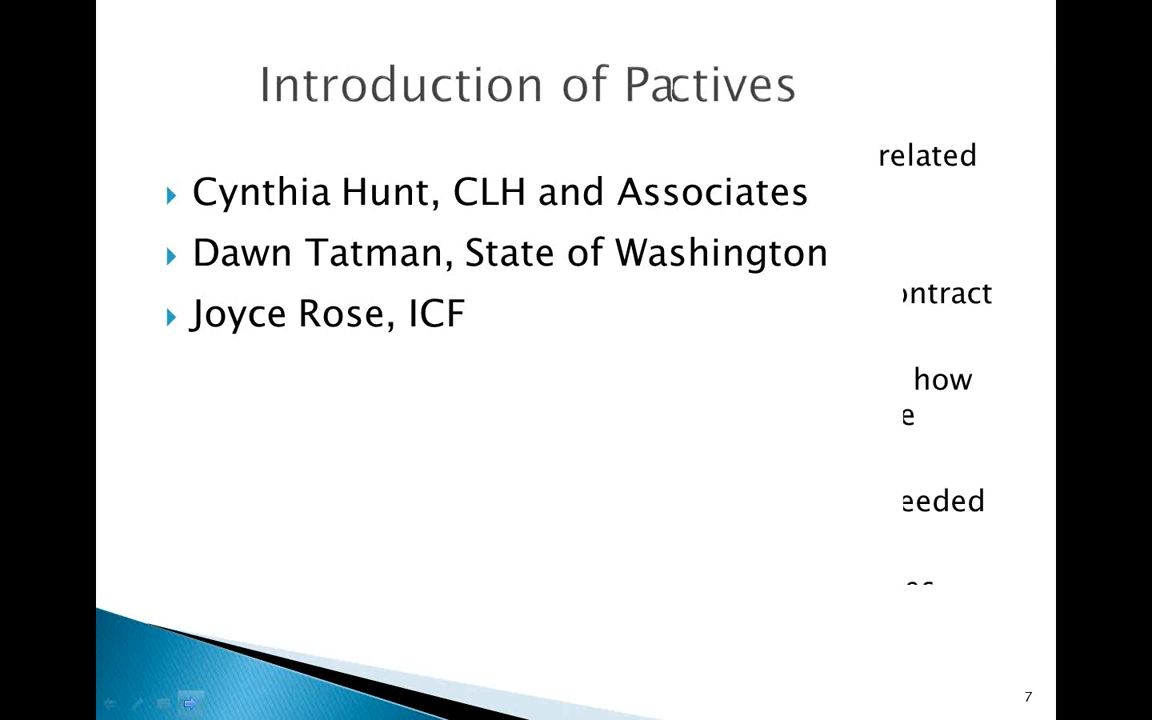 Introduction of Pactives
related
Cynthia Hunt, CLH and Associates
Dawn Tatman, State of Washington
ontract
Joyce Rose, ICF
how
e
eeded
7